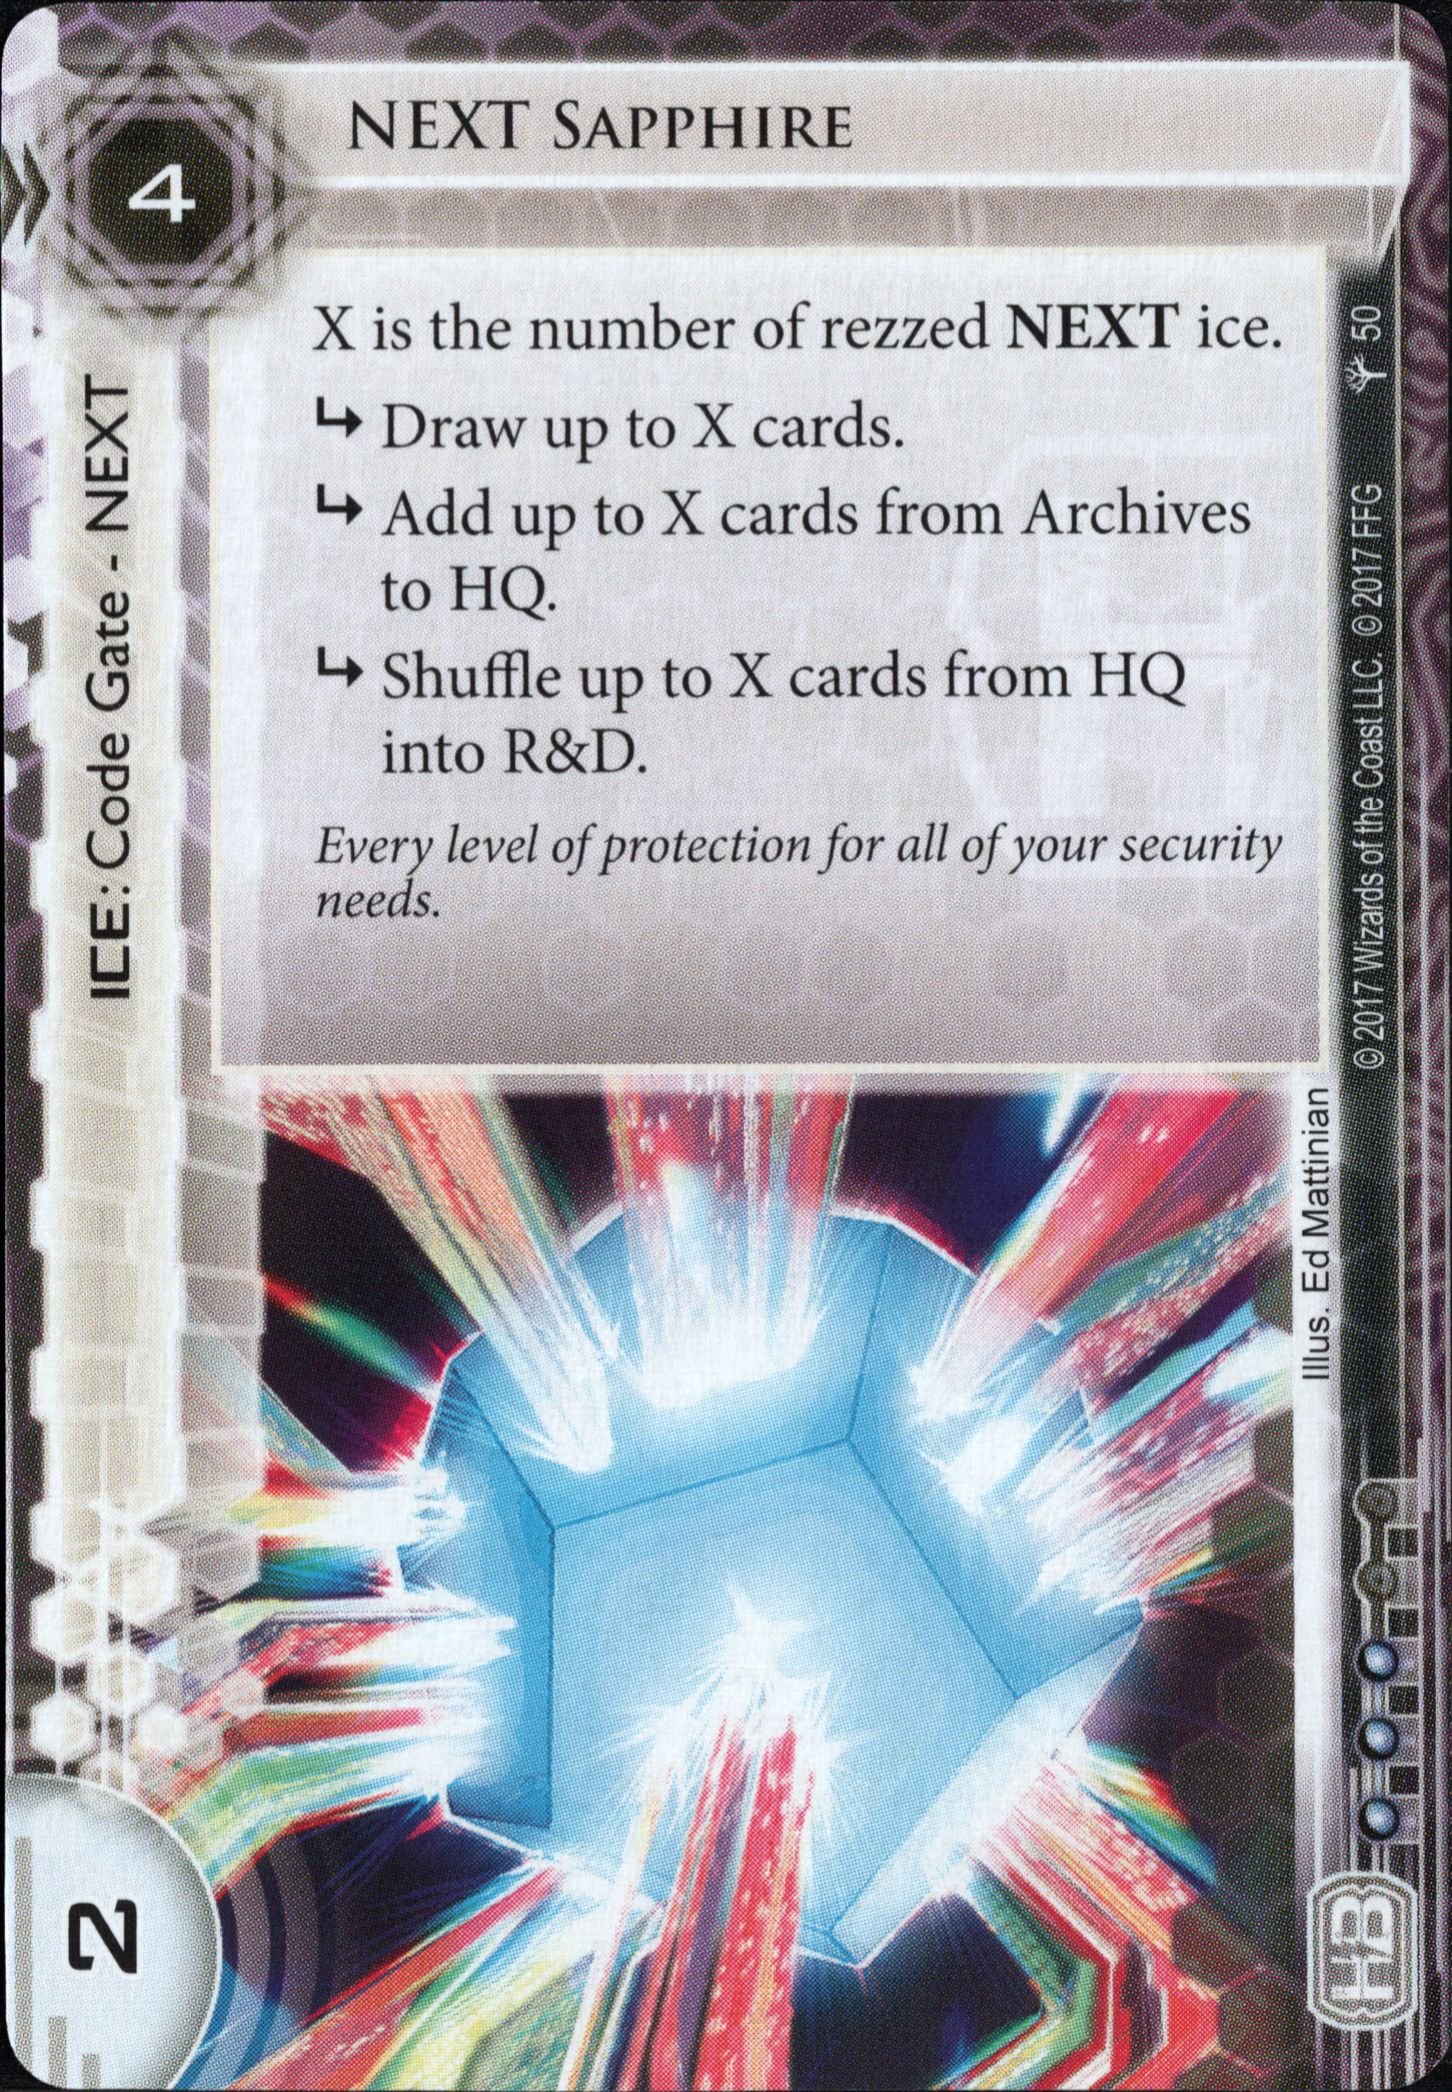 NEXT SAPPHIRE
4
X is the number of rezzed NEXT ice.
↳ Draw up to X cards.
↳ Add up to X cards from Archives
to HQ.
↳ Shuffle up to X cards from HQ
into R&D.
Every level of protection for all of your security
needs.
ICE: Code Gate - NEXT
2
50
© 2017 Wizards of the Coast LLC. © 2017 FFG
Illus. Ed Mattinian
HB